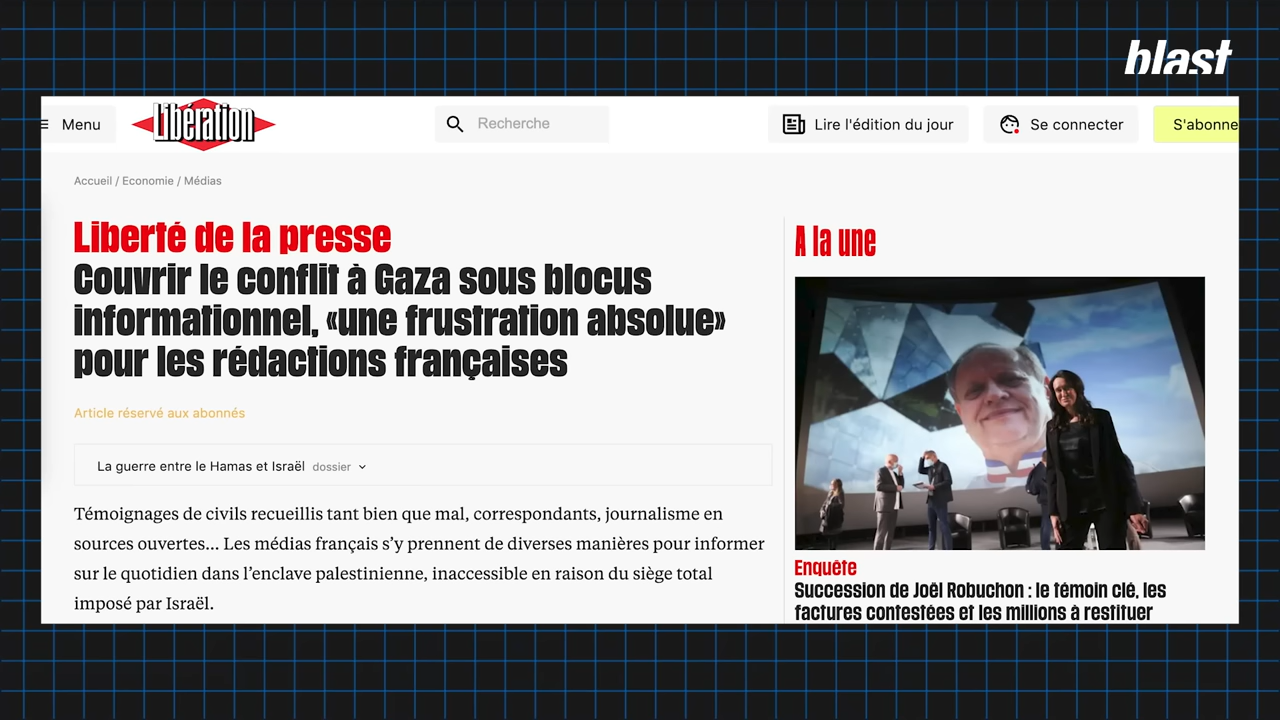 blast
Menu
Libération
Recherche
Lire l'édition du jour
Se connecter
S'abonne
Accueil / Economie / Médias
Liberté de la presse
Couvrir le conflit à Gaza sous blocus
informationnel, «une frustration absolue»
pour les rédactions françaises
Article réservé aux abonnés
La guerre entre le Hamas et Israël dossier
Témoignages de civils recueillis tant bien que mal, correspondants, journalisme en
sources ouvertes... Les médias français s’y prennent de diverses manières pour informer
sur le quotidien dans l’enclave palestinienne, inaccessible en raison du siège total
imposé par Israël.
A la une
Enquête
Succession de Joël Robuchon : le témoin clé, les
factures contestées et les millions à restituer